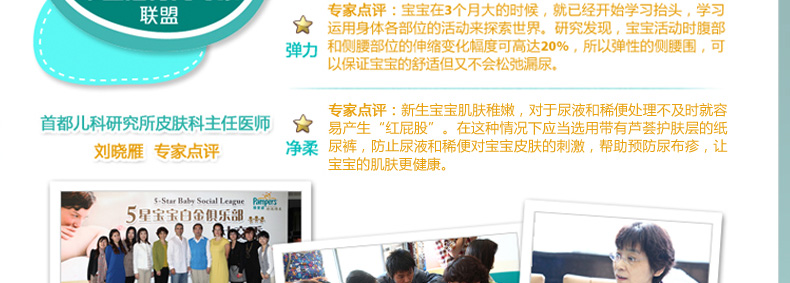 联盟
专家点评：宝宝在3个月大的时候，就已经开始学习抬头，学习
运用身体各部位的活动来探索世界。研究发现，宝宝活动时腹部
和侧腰部位的伸缩变化幅度可高达20%，所以弹性的侧腰围，可
以保证宝宝的舒适但又不会松弛漏尿。
弹力
首都儿科研究所皮肤科主任医师
刘晓雁 专家点评
专家点评：新生宝宝肌肤稚嫩，对于尿液和稀便处理不及时就容
易产生“红屁股”。在这种情况下应当选用带有芦荟护肤层的纸
尿裤，防止尿液和稀便对宝宝皮肤的刺激，帮助预防尿布疹，让
宝宝的肌肤更健康。
净柔
5-Star Baby Social League
Pampers
5星宝宝白金俱乐部